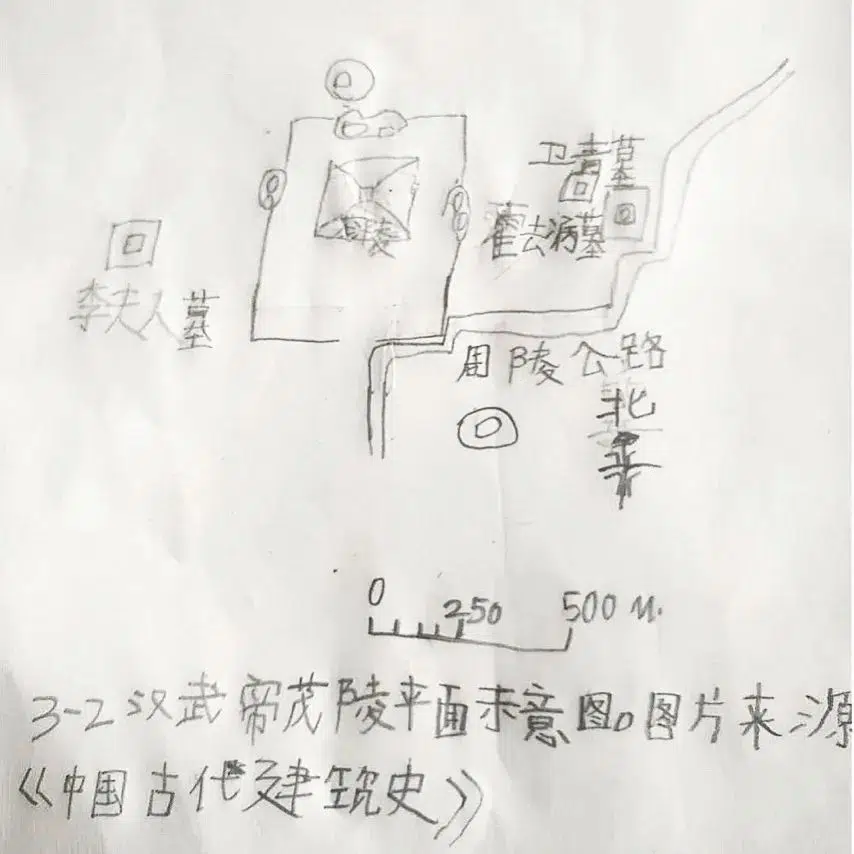 卫青墓
茂陵
霍去病墓
李夫人墓
周陵公路
北
0 250 500 M.
3-2汉武帝茂陵平面示意图。图片来源
《中国古代建筑史》